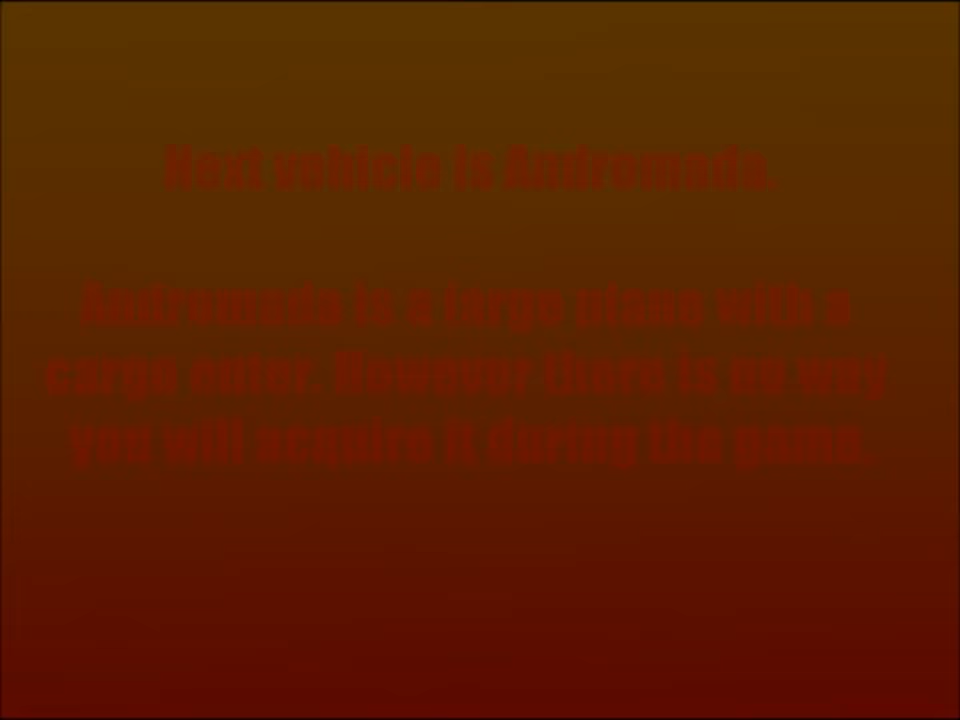 Next vehicle is Andromada.
Andromada is a large plane with a
cargo enter. However there is no way
you will acquire it during the game.